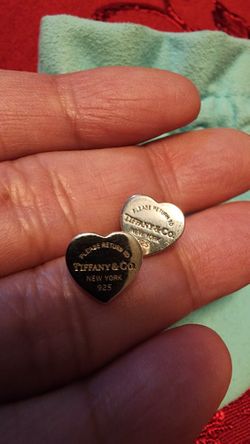 PLEASE RETURN TO
TIFFANY & CO.
NEW YORK
925
PLEASE RETURN TO
TIFFANY & CO.
NEW YORK